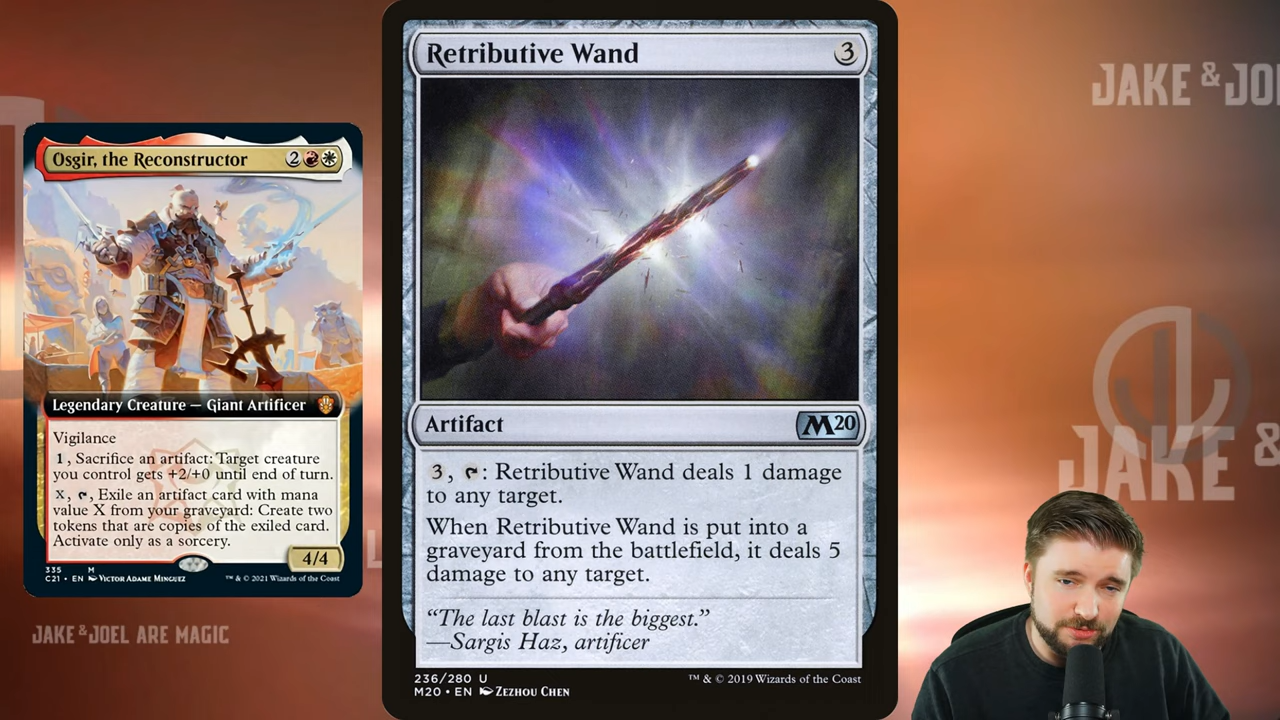 JAKE & JO
Osgir, the Reconstructor 2
Legendary Creature — Giant Artificer
Vigilance
1, Sacrifice an artifact: Target creature
you control gets +2/+0 until end of turn.
X, , Exile an artifact card with mana
value X from your graveyard: Create two
tokens that are copies of the exiled card.
Activate only as a sorcery.
4/4
335 M
C21 • EN VICTOR ADAME MINGUEZ
™ & © 2021 Wizards of the Coast
JAKE & JOEL ARE MAGIC
Retributive Wand 3
Artifact M20
3, : Retributive Wand deals 1 damage
to any target.
When Retributive Wand is put into a
graveyard from the battlefield, it deals 5
damage to any target.
“The last blast is the biggest.”
—Sargis Haz, artificer
236/280 U
M20 • EN ZEZHOU CHEN
™ & © 2019 Wizards of the Coast
JAKE &